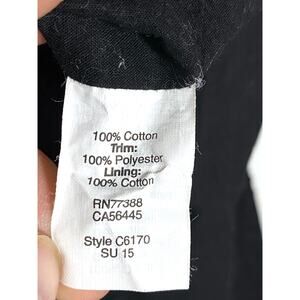 100% Cotton
Trim:
100% Polyester
Lining:
100% Cotton
RN77388
CA56445
Style C6170
SU 15